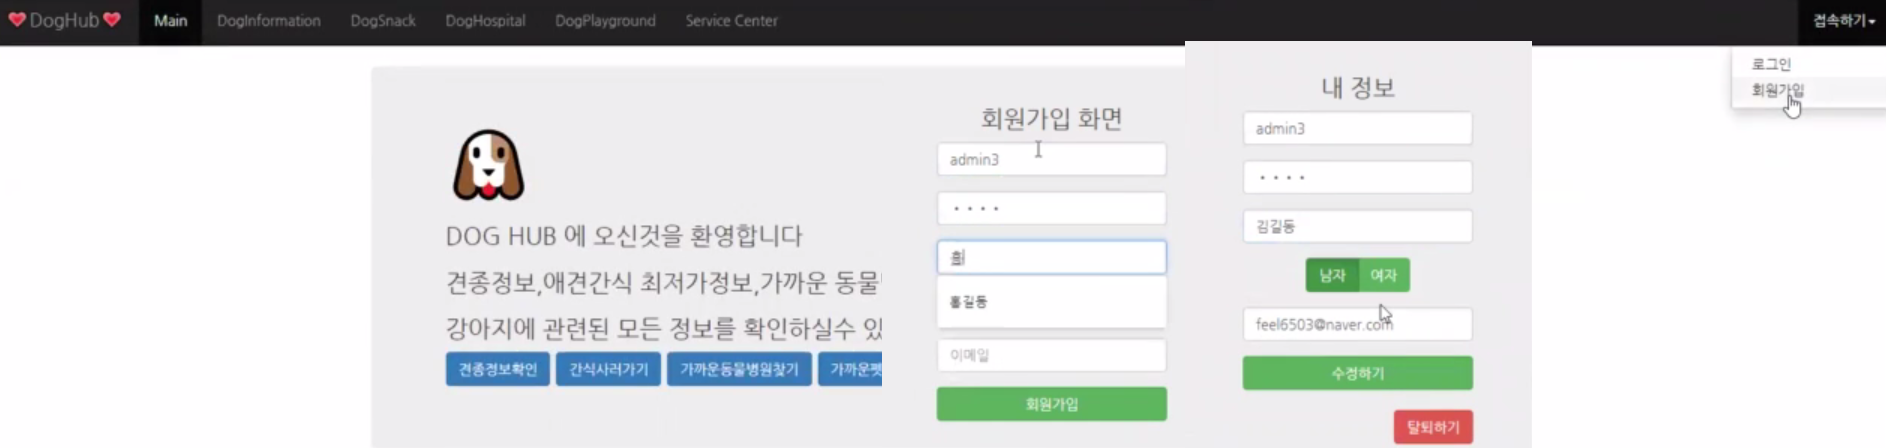 ❤DogHub❤ Main DogInformation DogSnack DogHospital DogPlayground Service Center 접속하기
로그인
회원가입
DOG HUB 에 오신것을 환영합니다
견종정보,애견간식 최저가정보,가까운 동물
강아지에 관련된 모든 정보를 확인하실수 있
견종정보확인 간식사러가기 가까운동물병원찾기 가까운펫
회원가입 화면
admin3
····
홍길동
이메일
회원가입
내 정보
admin3
····
김길동
남자 여자
feel6503@naver.com
수정하기
탈퇴하기